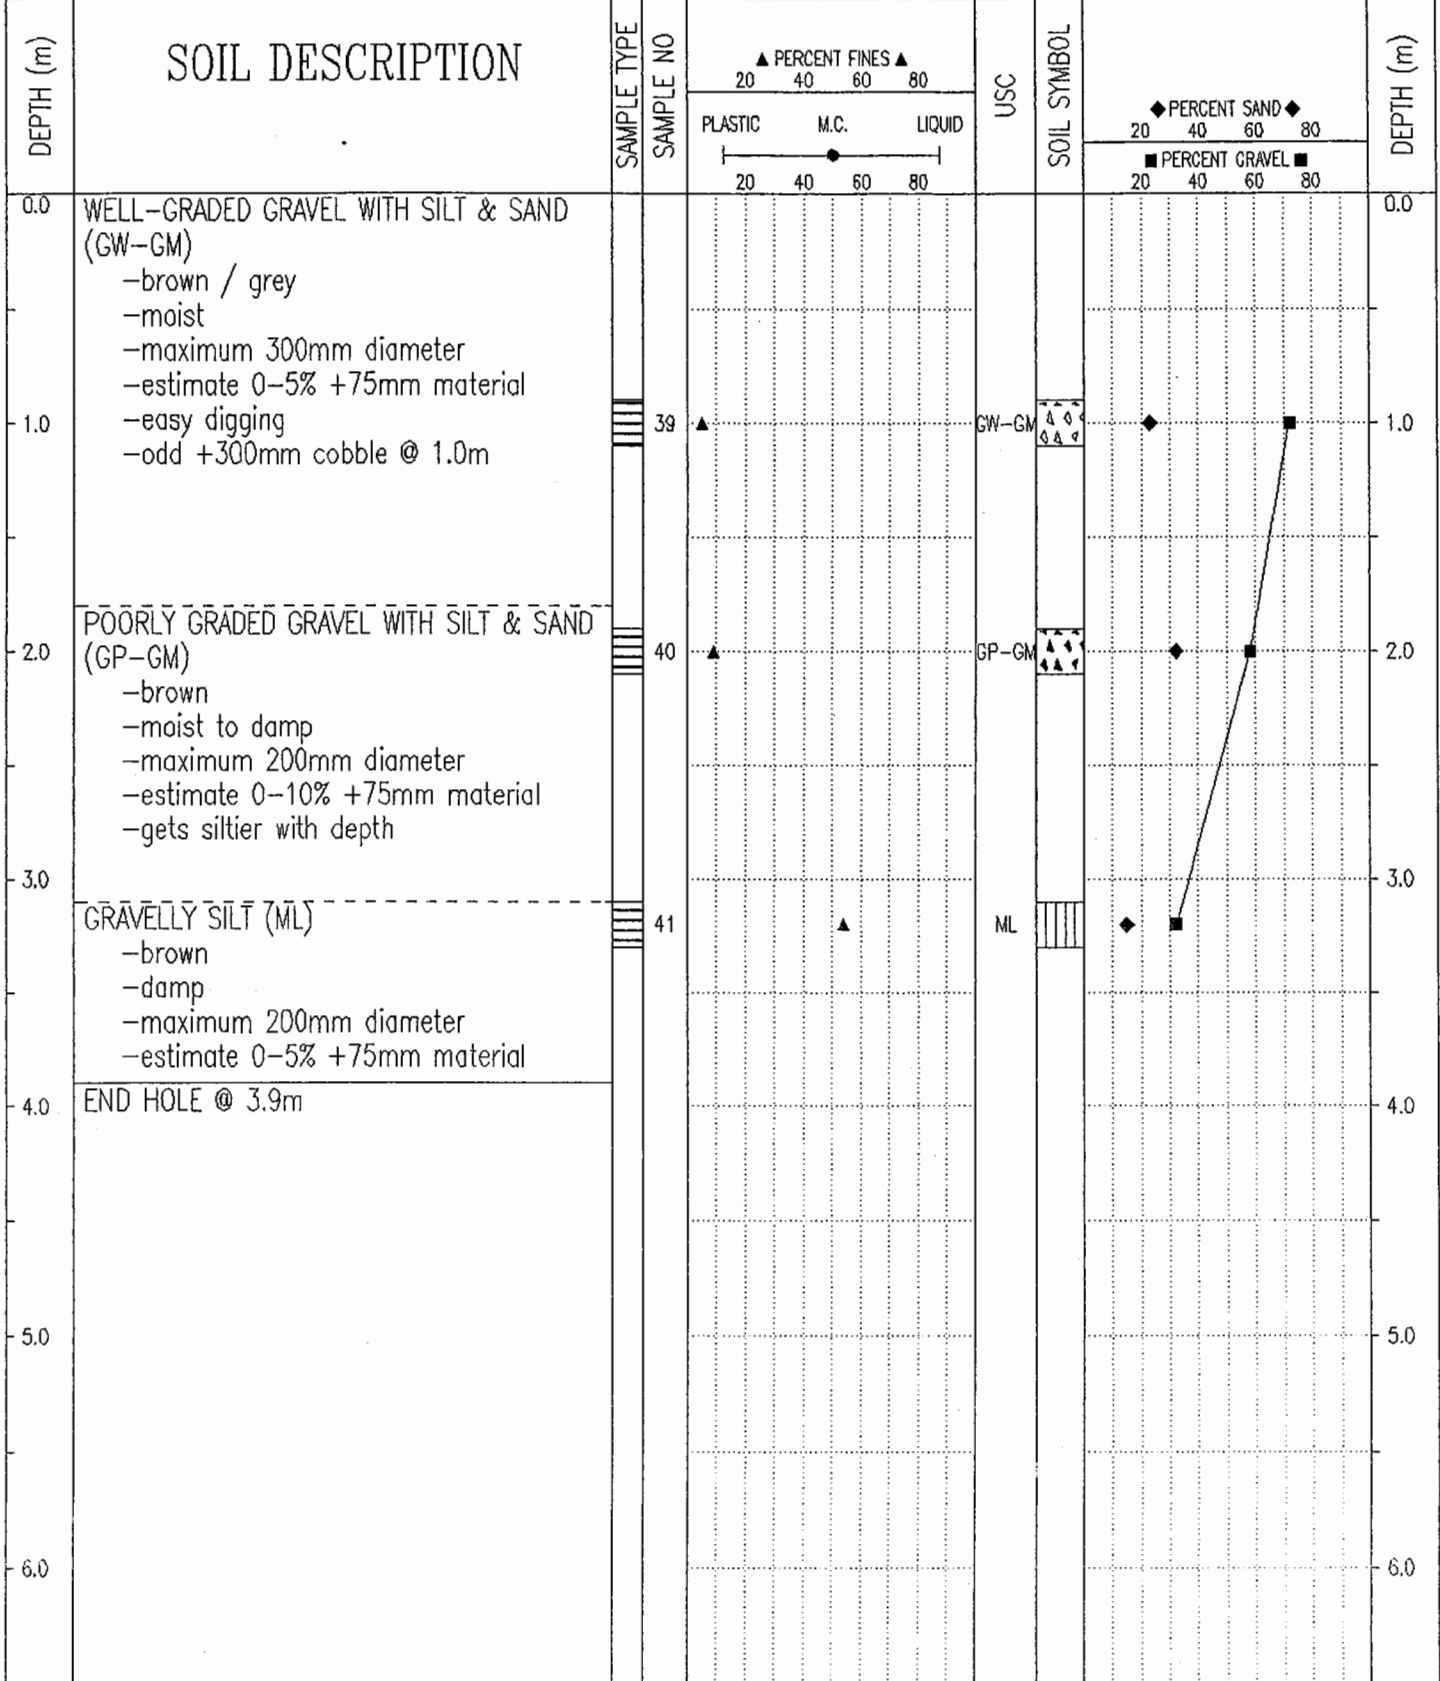 DEPTH (m)
SOIL DESCRIPTION
SAMPLE TYPE
SAMPLE NO
▲ PERCENT FINES ▲
20 40 60 80
PLASTIC M.C. LIQUID
20 40 60 80
USC
SOIL SYMBOL
◆PERCENT SAND◆
20 40 60 80
■PERCENT GRAVEL■
20 40 60 80
DEPTH (m)
0.0 WELL-GRADED GRAVEL WITH SILT & SAND 0.0
(GW-GM)
-brown / grey
-moist
-maximum 300mm diameter
-estimate 0-5% +75mm material
1.0 -easy digging 39 GW-GM 1.0
-odd +300mm cobble @ 1.0m
POORLY GRADED GRAVEL WITH SILT & SAND
2.0 (GP-GM) 40 GP-GM 2.0
-brown
-moist to damp
-maximum 200mm diameter
-estimate 0-10% +75mm material
-gets siltier with depth
3.0 3.0
GRAVELLY SILT (ML) 41 ML
-brown
-damp
-maximum 200mm diameter
-estimate 0-5% +75mm material
4.0 END HOLE @ 3.9m 4.0
5.0 5.0
6.0 6.0